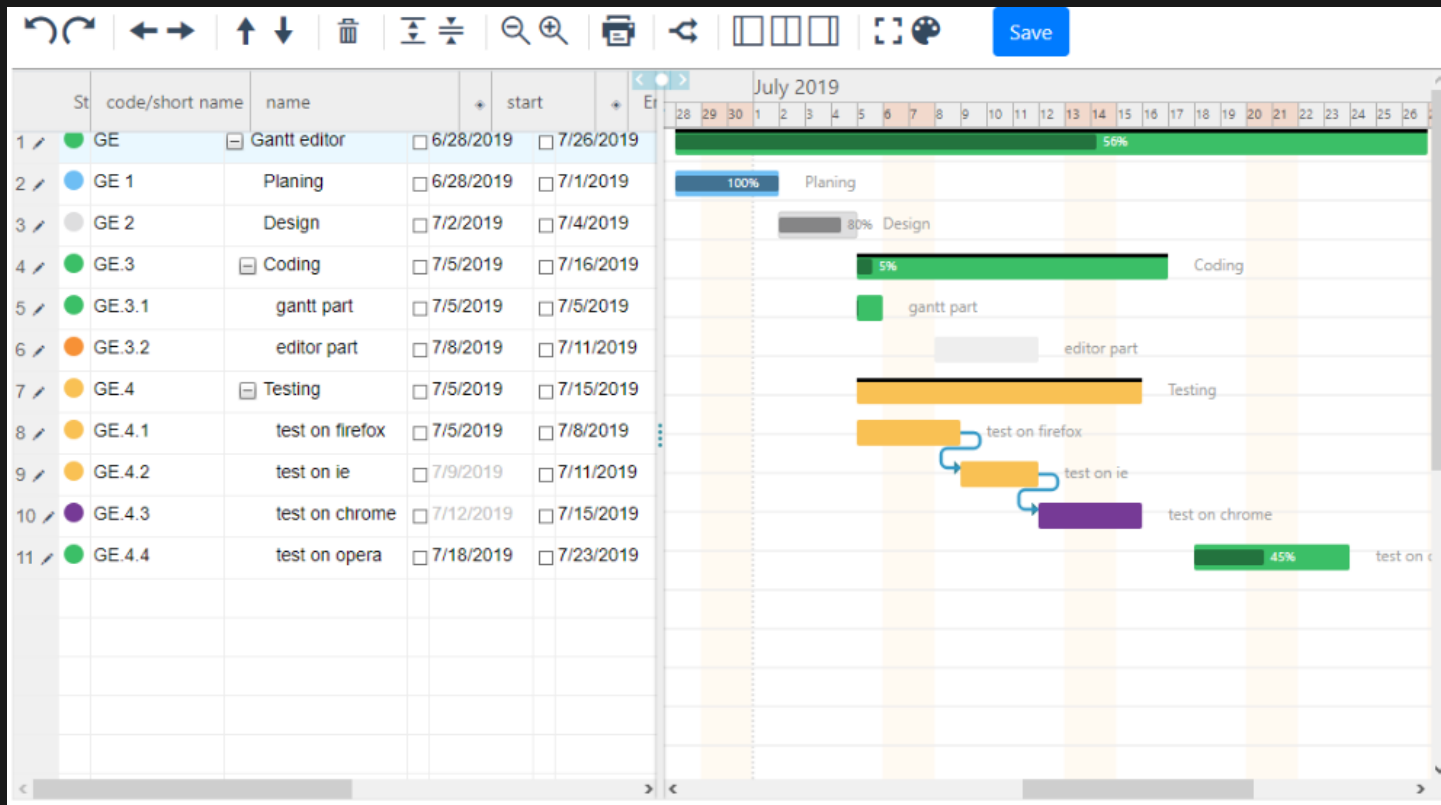 Save
July 2019
St code/short name name start En
28 29 30 1 2 3 4 5 6 7 8 9 10 11 12 13 14 15 16 17 18 19 20 21 22 23 24 25 26
1 GE Gantt editor 6/28/2019 7/26/2019 56%
2 GE 1 Planing 6/28/2019 7/1/2019 100% Planing
3 GE 2 Design 7/2/2019 7/4/2019 80% Design
4 GE.3 Coding 7/5/2019 7/16/2019 5% Coding
5 GE.3.1 gantt part 7/5/2019 7/5/2019 gantt part
6 GE.3.2 editor part 7/8/2019 7/11/2019 editor part
7 GE.4 Testing 7/5/2019 7/15/2019 Testing
8 GE.4.1 test on firefox 7/5/2019 7/8/2019 test on firefox
9 GE.4.2 test on ie 7/9/2019 7/11/2019 test on ie
10 GE.4.3 test on chrome 7/12/2019 7/15/2019 test on chrome
11 GE.4.4 test on opera 7/18/2019 7/23/2019 45% test on